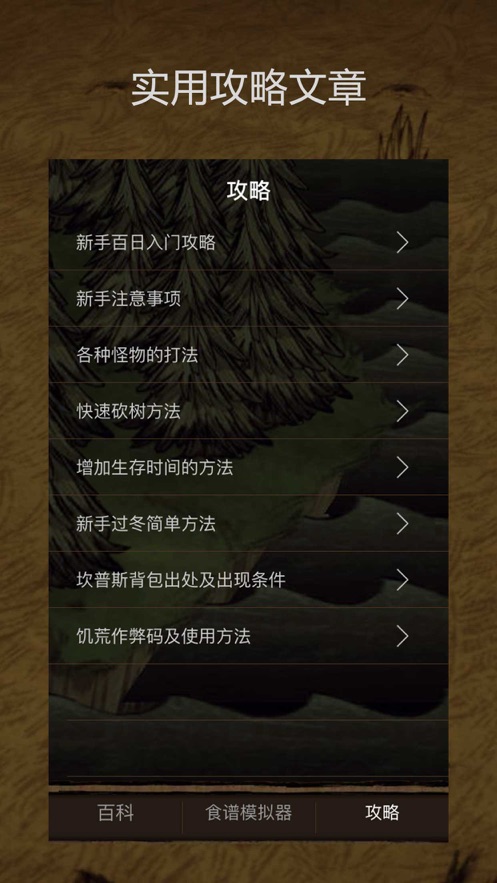 实用攻略文章
攻略
新手百日入门攻略
新手注意事项
各种怪物的打法
快速砍树方法
增加生存时间的方法
新手过冬简单方法
坎普斯背包出处及出现条件
饥荒作弊码及使用方法
百科
食谱模拟器
攻略